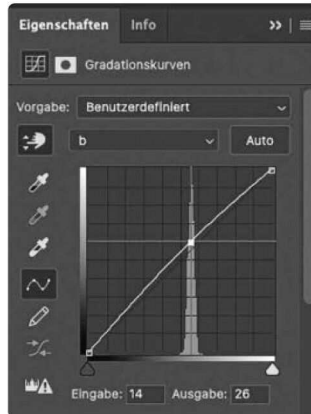 Eigenschaften Info
Gradationskurven
Vorgabe: Benutzerdefiniert
b Auto
Eingabe: 14 Ausgabe: 26